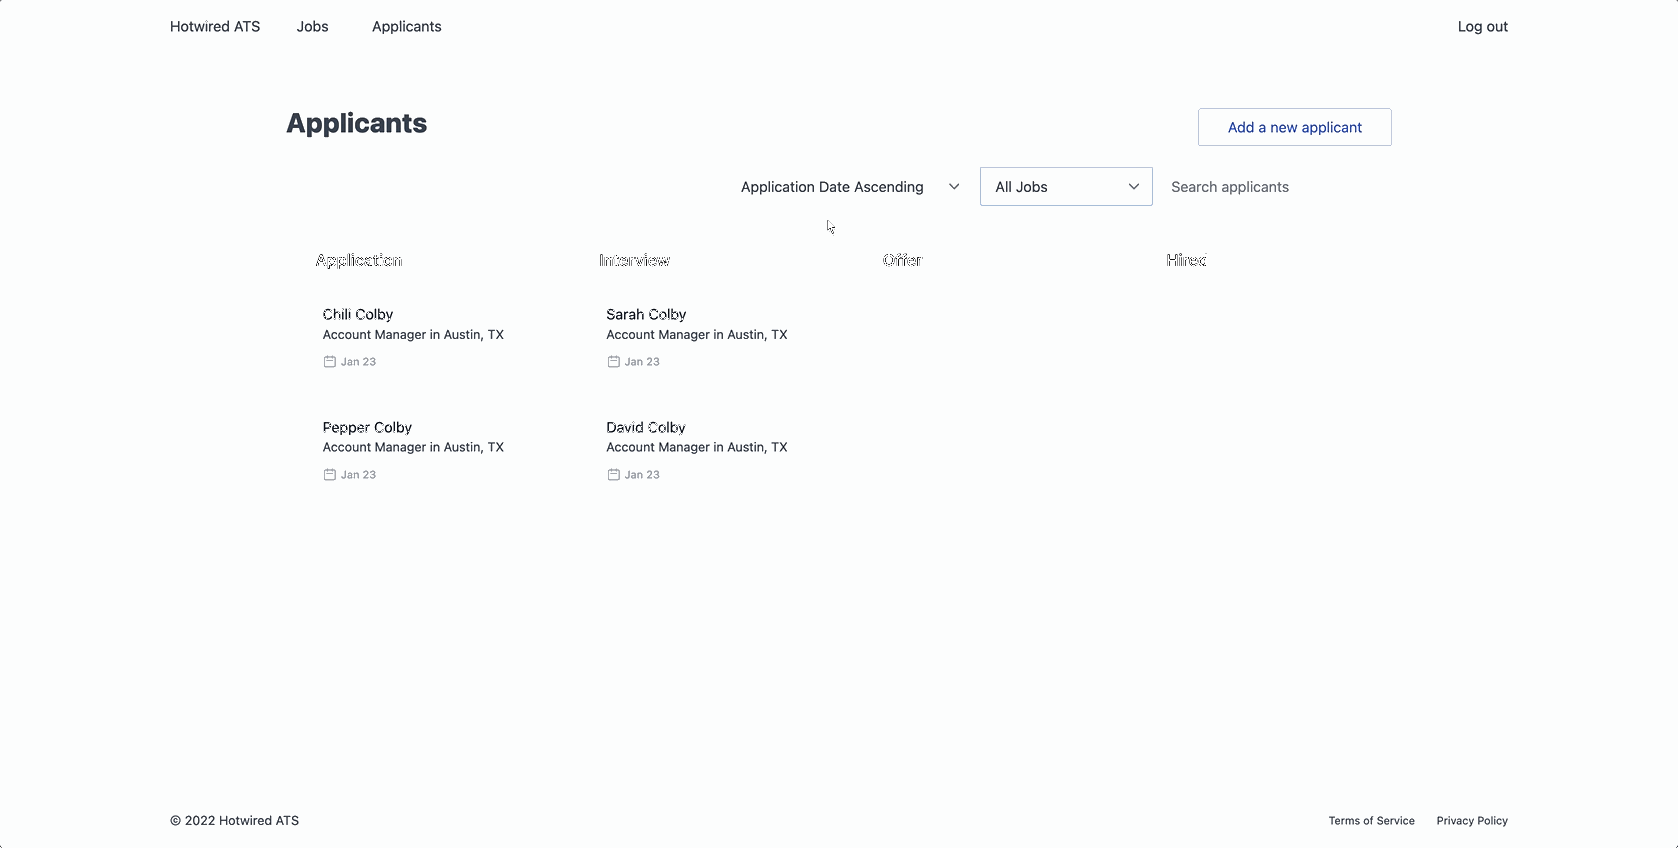 Hotwired ATS Jobs Applicants Log out
Applicants
Add a new applicant
Application Date Ascending All Jobs Search applicants
Application Interview Offer Hired
Chili Colby Sarah Colby
Account Manager in Austin, TX Account Manager in Austin, TX
Jan 23 Jan 23
Pepper Colby David Colby
Account Manager in Austin, TX Account Manager in Austin, TX
Jan 23 Jan 23
© 2022 Hotwired ATS Terms of Service Privacy Policy